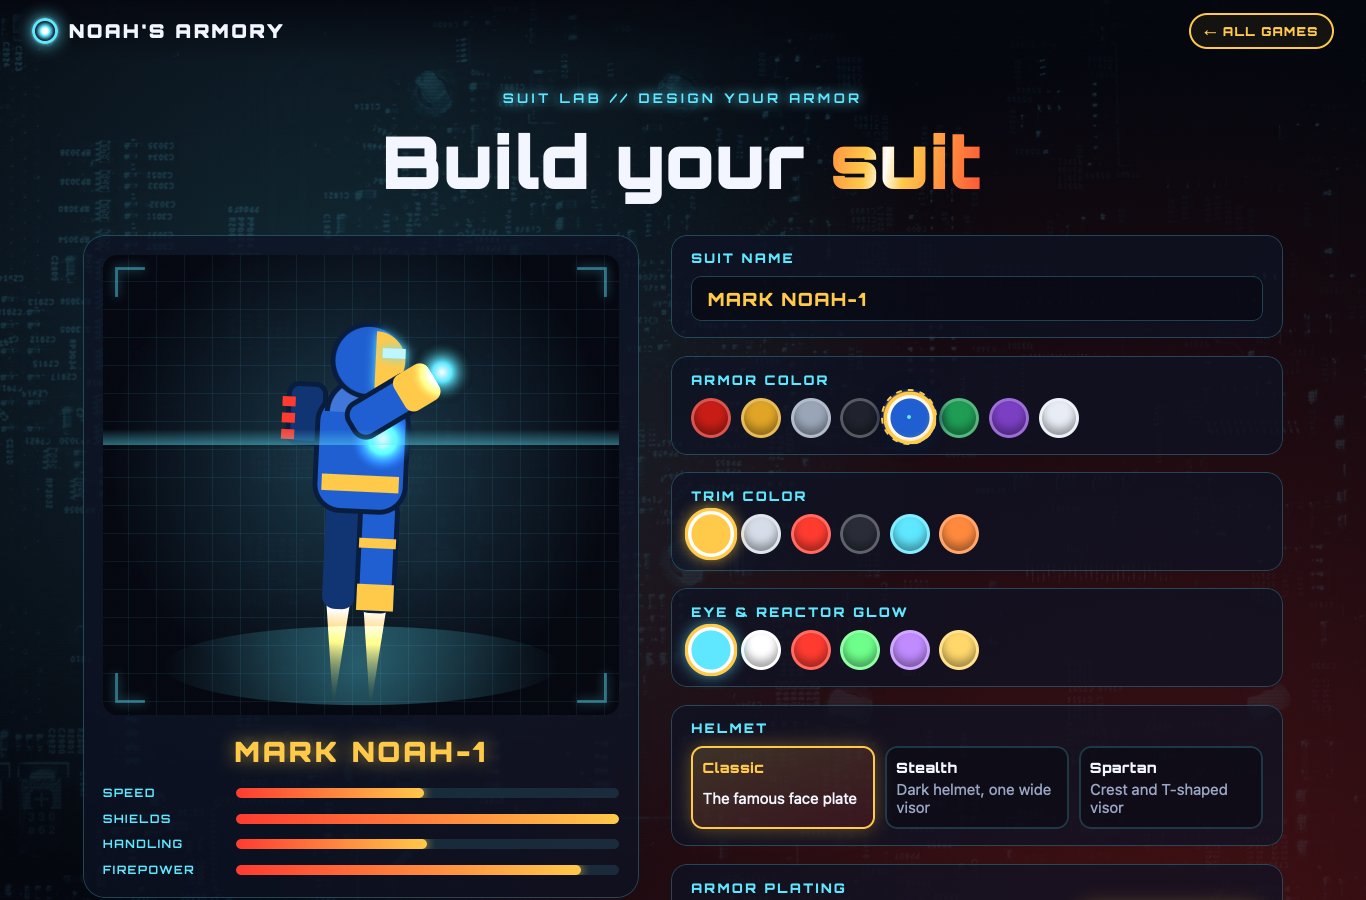 NOAH'S ARMORY
← ALL GAMES
SUIT LAB // DESIGN YOUR ARMOR
Build your suit
MARK NOAH-1
SPEED
SHIELDS
HANDLING
FIREPOWER
SUIT NAME
MARK NOAH-1
ARMOR COLOR
TRIM COLOR
EYE & REACTOR GLOW
HELMET
Classic
The famous face plate
Stealth
Dark helmet, one wide
visor
Spartan
Crest and T-shaped
visor
ARMOR PLATING